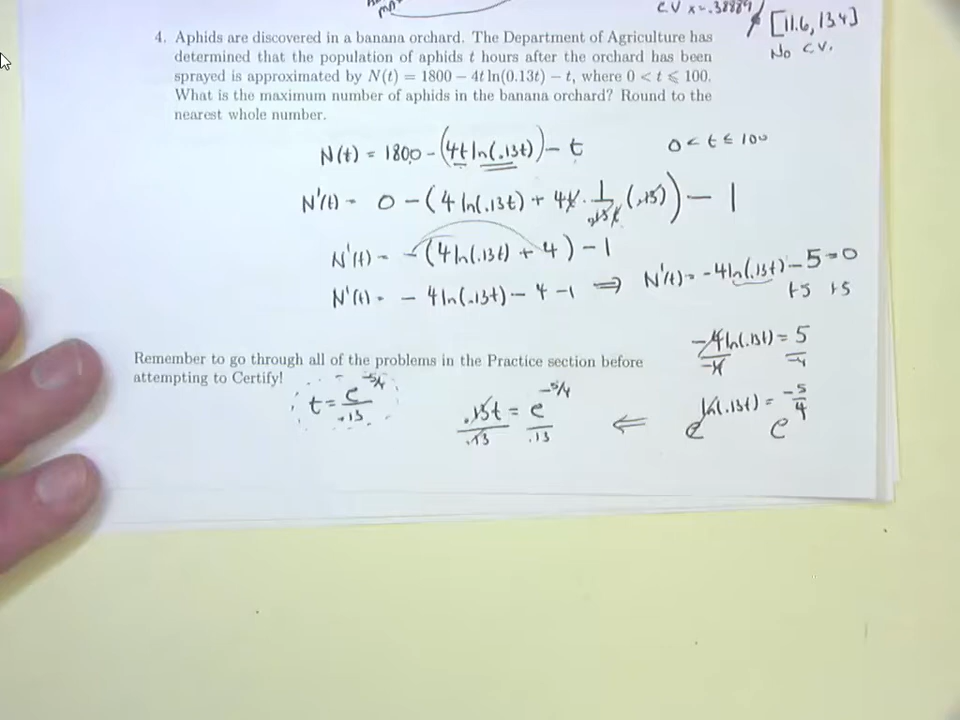 C.V x = .38889
[11.6, 13.4]
No C.V.
4. Aphids are discovered in a banana orchard. The Department of Agriculture has
determined that the population of aphids t hours after the orchard has been
sprayed is approximated by N(t) = 1800 − 4t ln(0.13t) − t, where 0 < t ⩽ 100.
What is the maximum number of aphids in the banana orchard? Round to the
nearest whole number.
N(t) = 1800 - (4t ln(.13t)) - t
0 < t ≤ 100
N'(t) = 0 - (4 ln(.13t) + 4t · 1/.13t (.13)) - 1
N'(t) = - (4 ln(.13t) + 4) - 1
N'(t) = - 4 ln(.13t) - 4 - 1 ⟹ N'(t) = -4 ln(.13t) - 5 = 0
+5 +5
-4 ln(.13t)/-4 = 5/-4
Remember to go through all of the problems in the Practice section before
attempting to Certify!
t = e^(-5/4)/.13
.13t/.13 = e^(-5/4)/.13 ⟸ e^(ln(.13t)) = e^(-5/4)